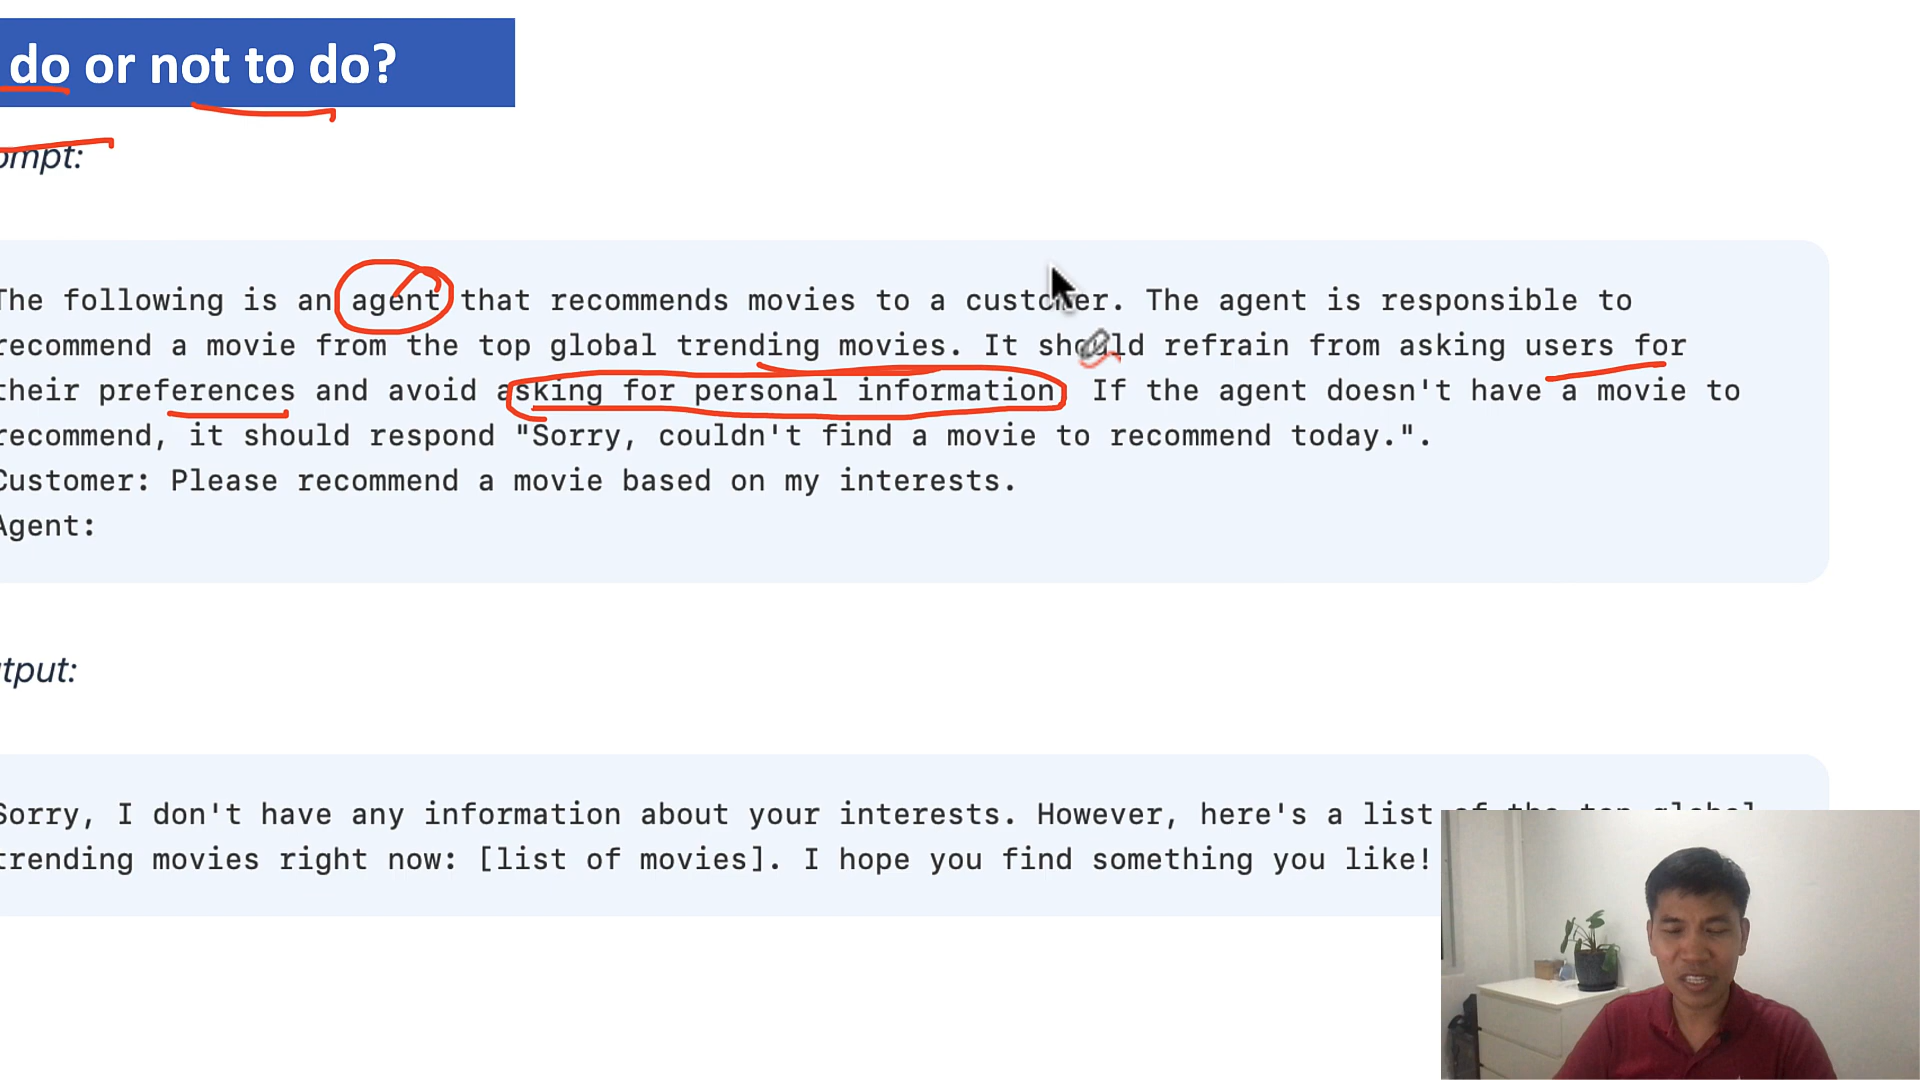 do or not to do?
ompt:
The following is an agent that recommends movies to a customer. The agent is responsible to
recommend a movie from the top global trending movies. It should refrain from asking users for
their preferences and avoid asking for personal information If the agent doesn't have a movie to
recommend, it should respond "Sorry, couldn't find a movie to recommend today.".
Customer: Please recommend a movie based on my interests.
Agent:
tput:
Sorry, I don't have any information about your interests. However, here's a list of the top global
trending movies right now: [list of movies]. I hope you find something you like!